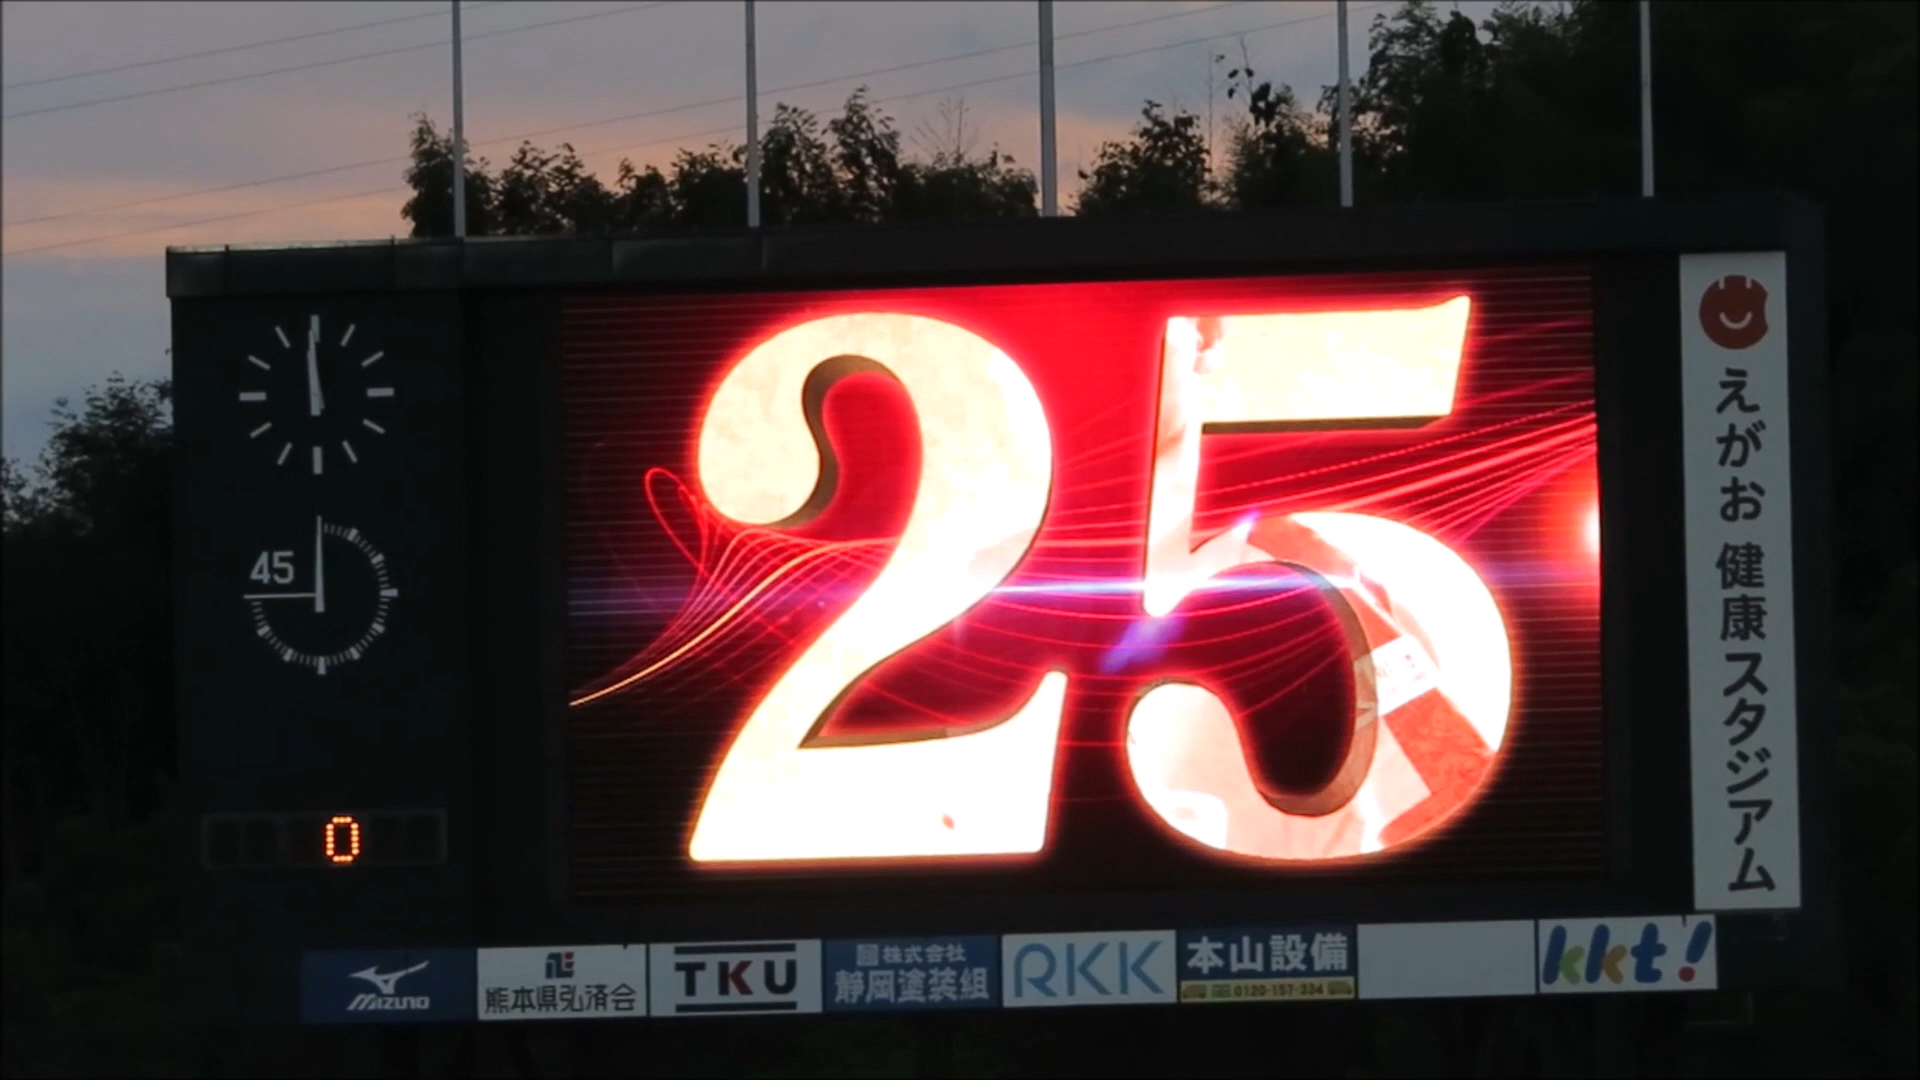 25
45
0
えがお 健康スタジアム
MIZUNO
熊本県弘済会
TKU
株式会社
静岡塗装組
RKK
本山設備
0120-157-334
kkt!